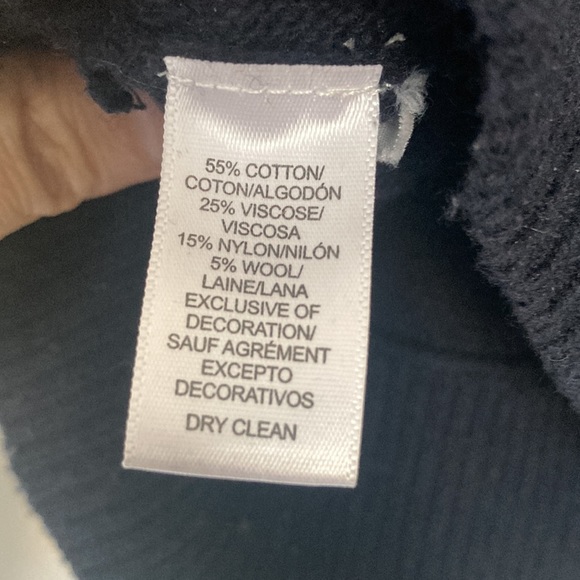 55% COTTON/
COTON/ALGODÓN
25% VISCOSE/
VISCOSA
15% NYLON/NILÓN
5% WOOL/
LAINE/LANA
EXCLUSIVE OF
DECORATION/
SAUF AGRÉMENT
EXCEPTO
DECORATIVOS
DRY CLEAN